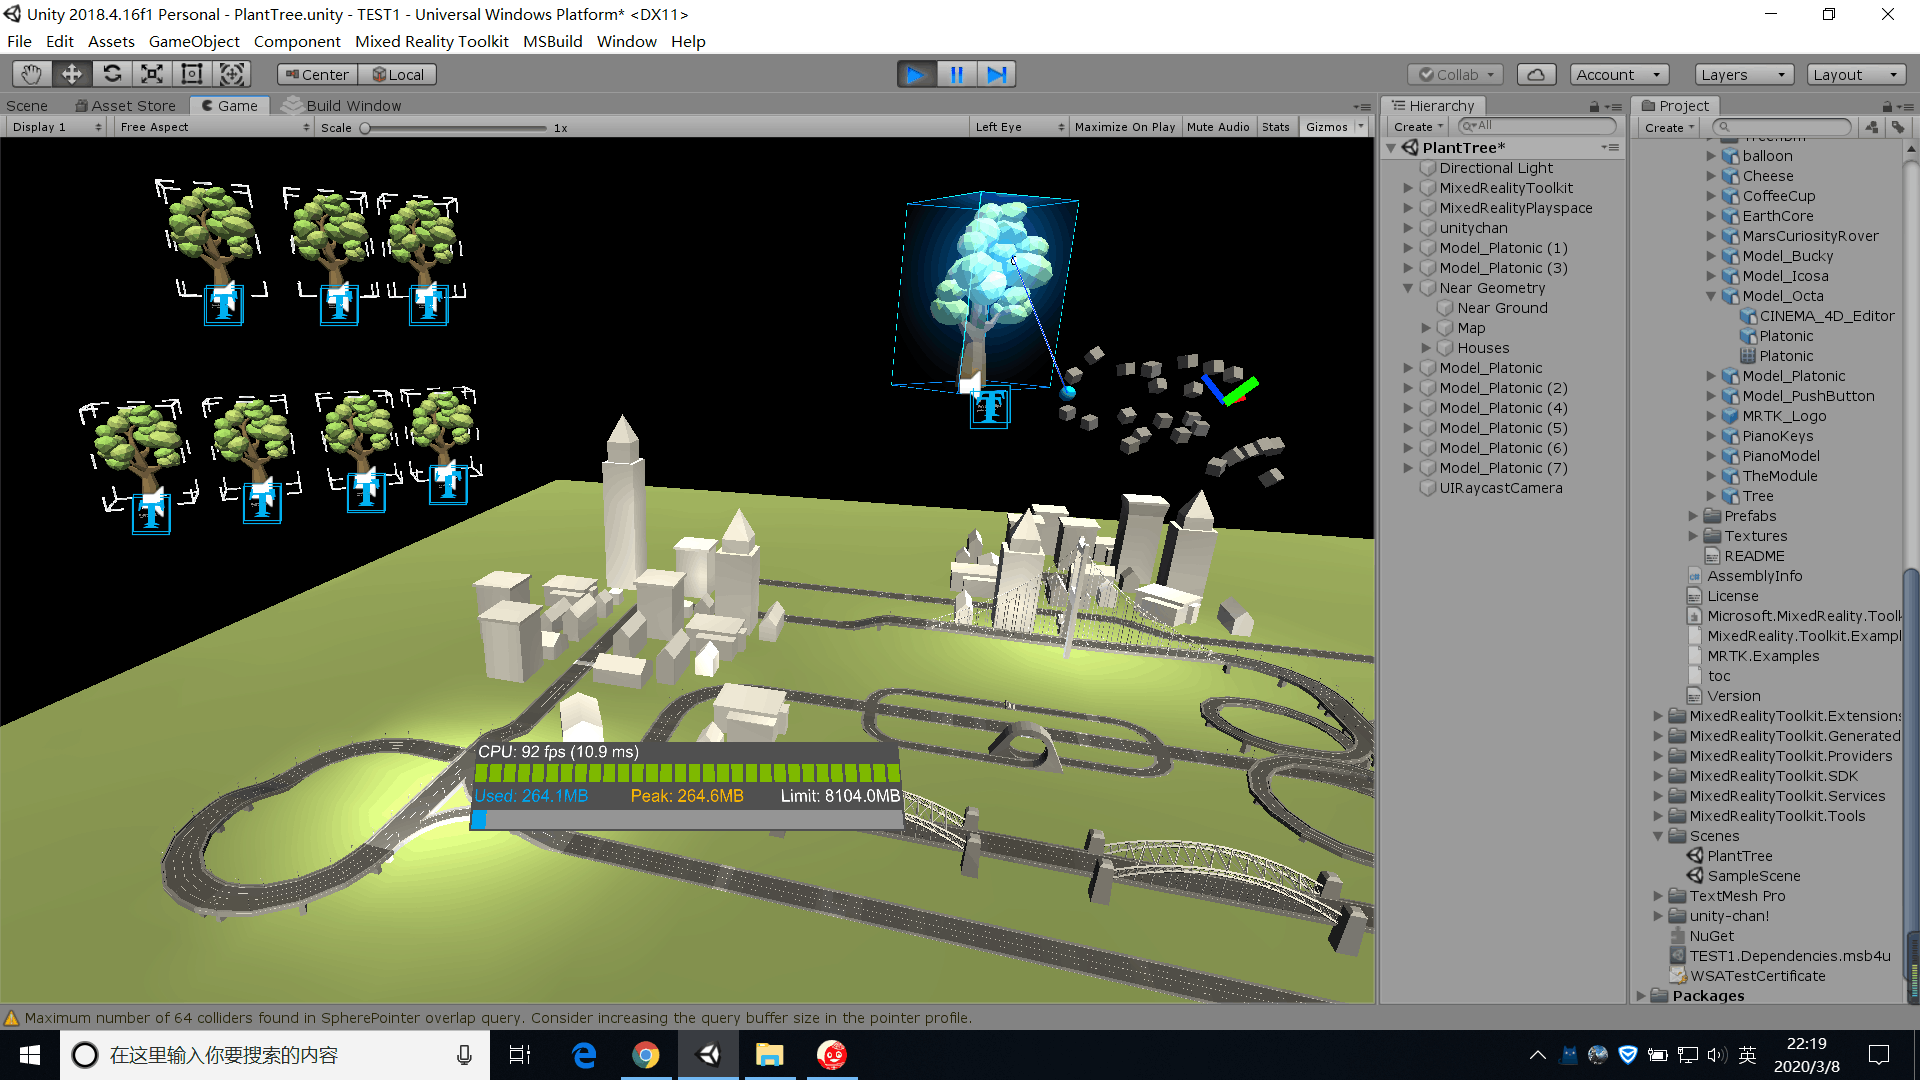 Unity 2018.4.16f1 Personal - PlantTree.unity - TEST1 - Universal Windows Platform* <DX11>
File Edit Assets GameObject Component Mixed Reality Toolkit MSBuild Window Help
Center Local
Collab Account Layers Layout
Scene Asset Store Game Build Window
Display 1 Free Aspect Scale 1x Left Eye Maximize On Play Mute Audio Stats Gizmos
Hierarchy
Create All
PlantTree*
Directional Light
MixedRealityToolkit
MixedRealityPlayspace
unitychan
Model_Platonic (1)
Model_Platonic (3)
Near Geometry
Near Ground
Map
Houses
Model_Platonic
Model_Platonic (2)
Model_Platonic (4)
Model_Platonic (5)
Model_Platonic (6)
Model_Platonic (7)
UIRaycastCamera
Project
Create
balloon
Cheese
CoffeeCup
EarthCore
MarsCuriosityRover
Model_Bucky
Model_Icosa
Model_Octa
CINEMA_4D_Editor
Platonic
Platonic
Model_Platonic
Model_PushButton
MRTK_Logo
PianoKeys
PianoModel
TheModule
Tree
Prefabs
Textures
README
AssemblyInfo
License
Microsoft.MixedReality.Toolk
MixedReality.Toolkit.Exampl
MRTK.Examples
toc
Version
MixedRealityToolkit.Extensions
MixedRealityToolkit.Generated
MixedRealityToolkit.Providers
MixedRealityToolkit.SDK
MixedRealityToolkit.Services
MixedRealityToolkit.Tools
Scenes
PlantTree
SampleScene
TextMesh Pro
unity-chan!
NuGet
TEST1.Dependencies.msb4u
WSATestCertificate
Packages
CPU: 92 fps (10.9 ms)
Used: 264.1MB Peak: 264.6MB Limit: 8104.0MB
Maximum number of 64 colliders found in SpherePointer overlap query. Consider increasing the query buffer size in the pointer profile.
在这里输入你要搜索的内容
英
22:19
2020/3/8